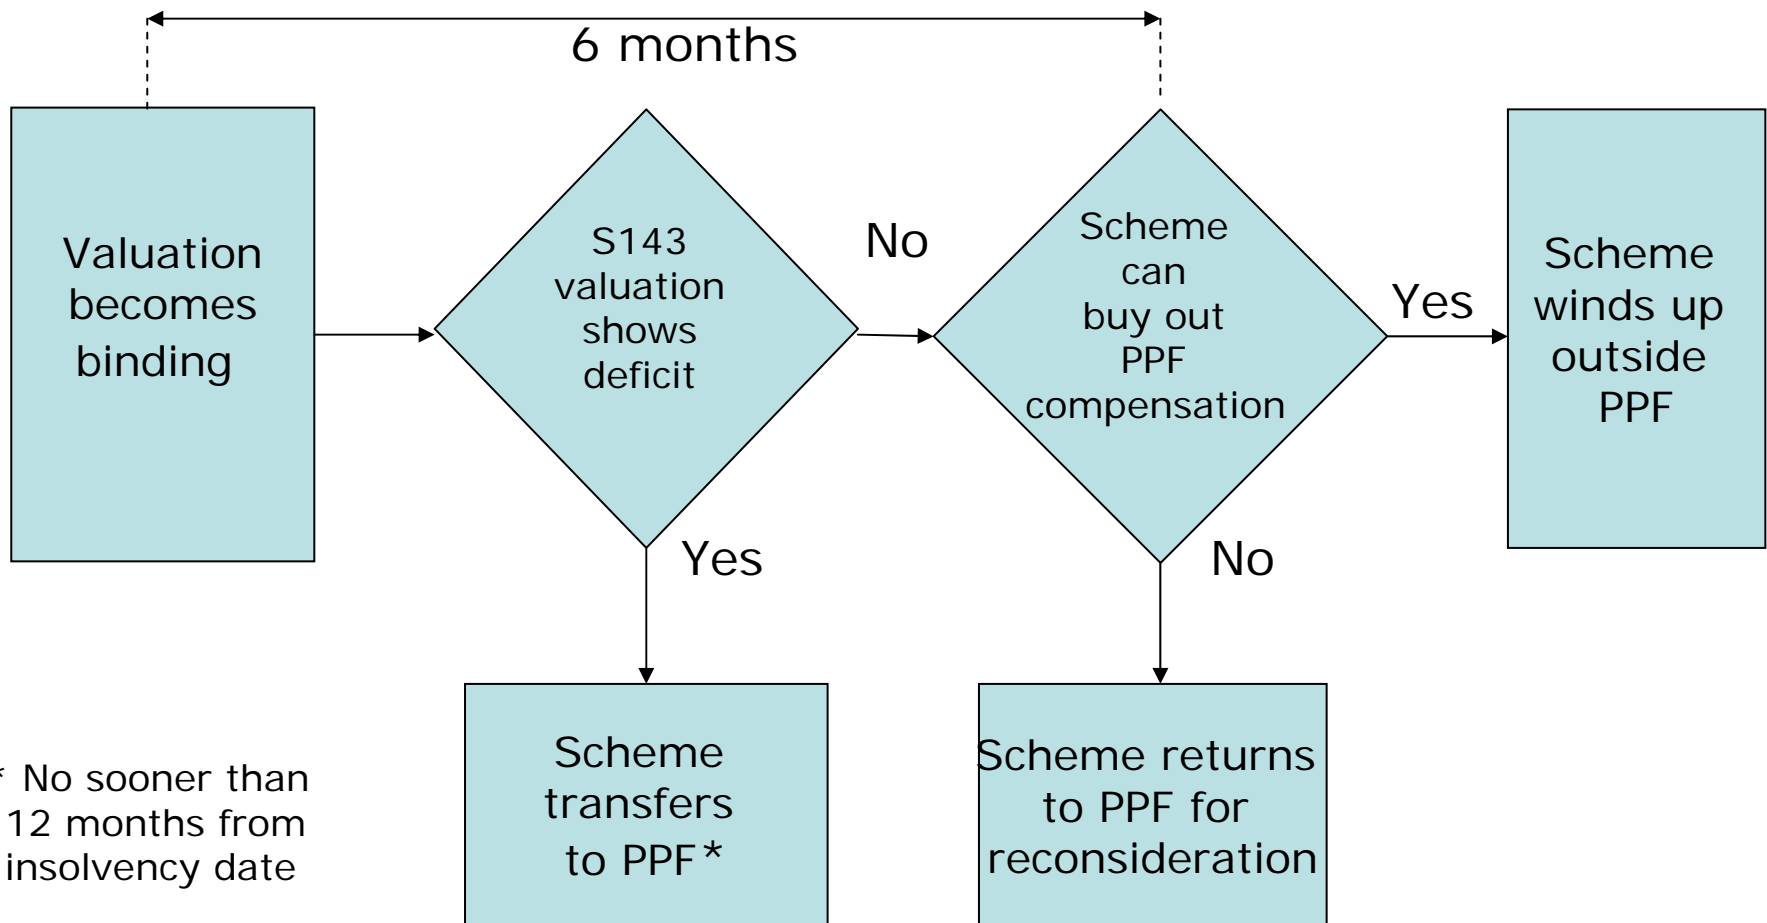 6 months
Valuation
becomes
binding
S143
valuation
shows
deficit
No
Scheme
can
buy out
PPF
compensation
Yes
Scheme
winds up
outside
PPF
Yes
No
Scheme
transfers
to PPF*
Scheme returns
to PPF for
reconsideration
* No sooner than
12 months from
insolvency date